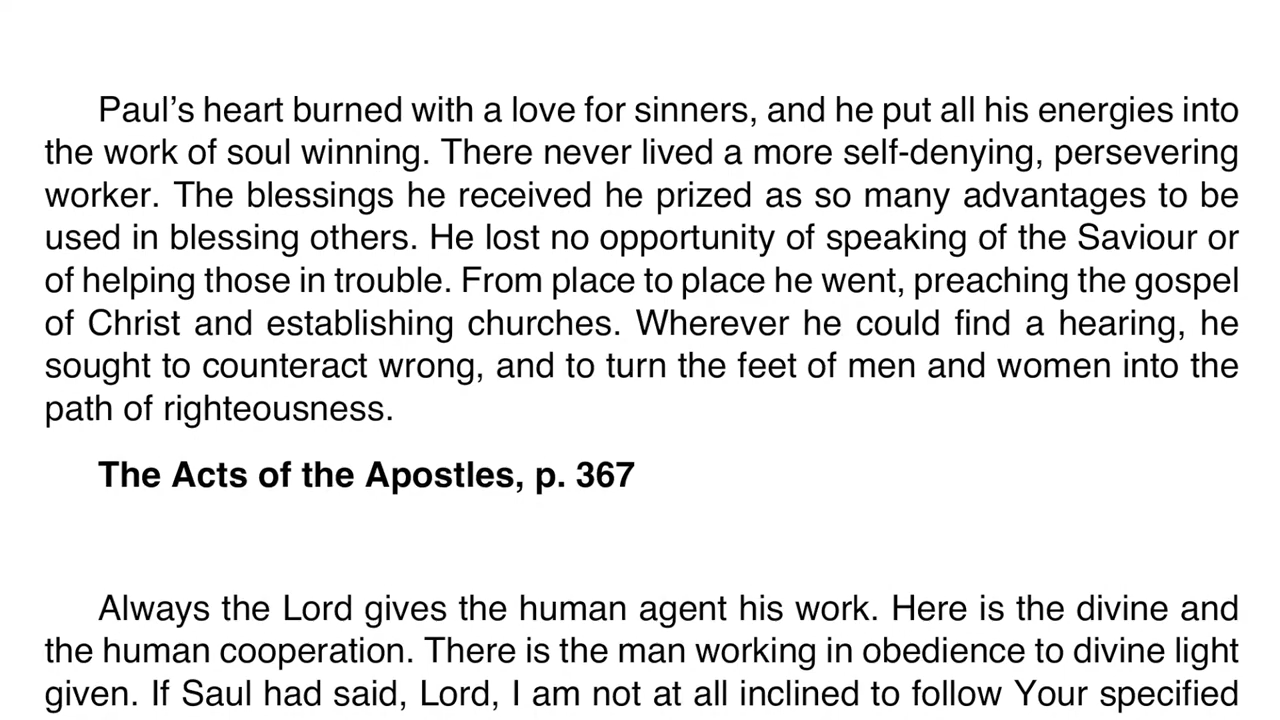 Paul’s heart burned with a love for sinners, and he put all his energies into
the work of soul winning. There never lived a more self-denying, persevering
worker. The blessings he received he prized as so many advantages to be
used in blessing others. He lost no opportunity of speaking of the Saviour or
of helping those in trouble. From place to place he went, preaching the gospel
of Christ and establishing churches. Wherever he could find a hearing, he
sought to counteract wrong, and to turn the feet of men and women into the
path of righteousness.
The Acts of the Apostles, p. 367
Always the Lord gives the human agent his work. Here is the divine and
the human cooperation. There is the man working in obedience to divine light
given. If Saul had said, Lord, I am not at all inclined to follow Your specified